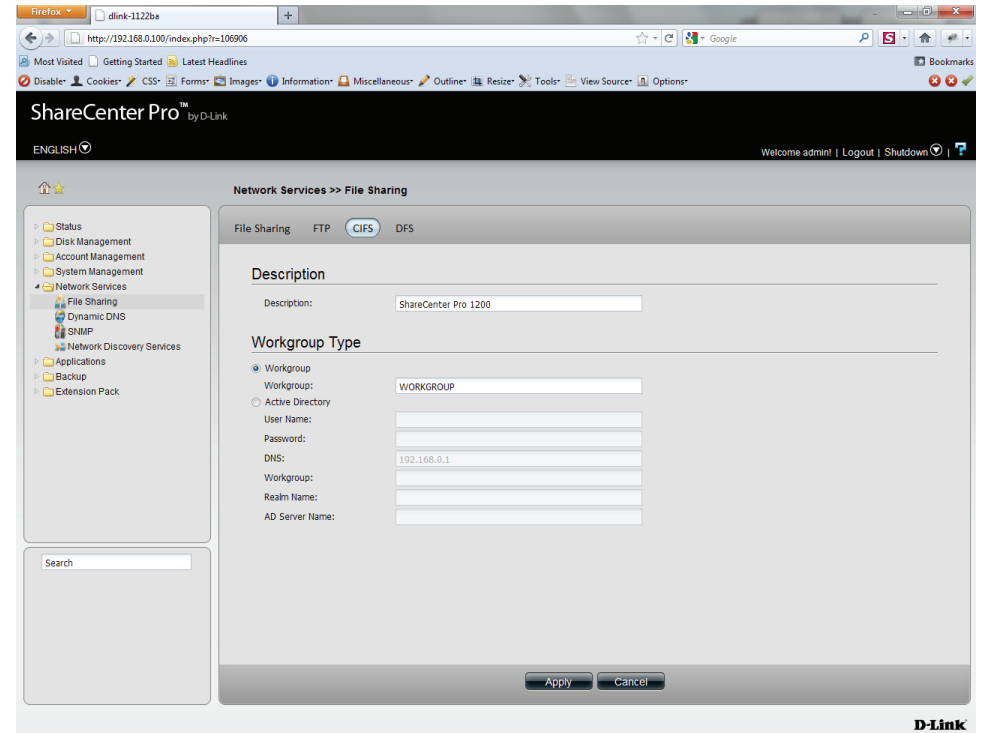 Firefox
dlink-1122ba
http://192.168.0.100/index.php?r=106906
Google
Most Visited Getting Started Latest Headlines
Bookmarks
Disable Cookies CSS Forms Images Information Miscellaneous Outline Resize Tools View Source Options
ShareCenter Pro™ by D-Link
ENGLISH
Welcome admin! | Logout | Shutdown | ?
Network Services >> File Sharing
Status
Disk Management
Account Management
System Management
Network Services
File Sharing
Dynamic DNS
SNMP
Network Discovery Services
Applications
Backup
Extension Pack
Search
File Sharing FTP CIFS DFS
Description
Description: ShareCenter Pro 1200
Workgroup Type
Workgroup
Workgroup: WORKGROUP
Active Directory
User Name:
Password:
DNS: 192.168.0.1
Workgroup:
Realm Name:
AD Server Name:
Apply Cancel
D-Link